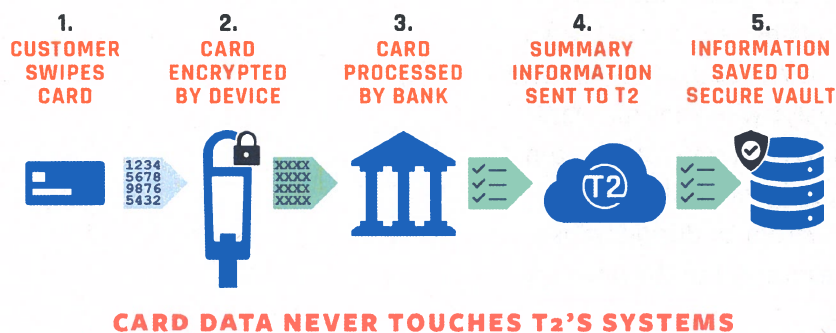 1.
CUSTOMER
SWIPES
CARD
2.
CARD
ENCRYPTED
BY DEVICE
3.
CARD
PROCESSED
BY BANK
4.
SUMMARY
INFORMATION
SENT TO T2
5.
INFORMATION
SAVED TO
SECURE VAULT
1234
5678
9876
5432
XXXX
XXXX
XXXX
XXXX
T2
CARD DATA NEVER TOUCHES T2'S SYSTEMS